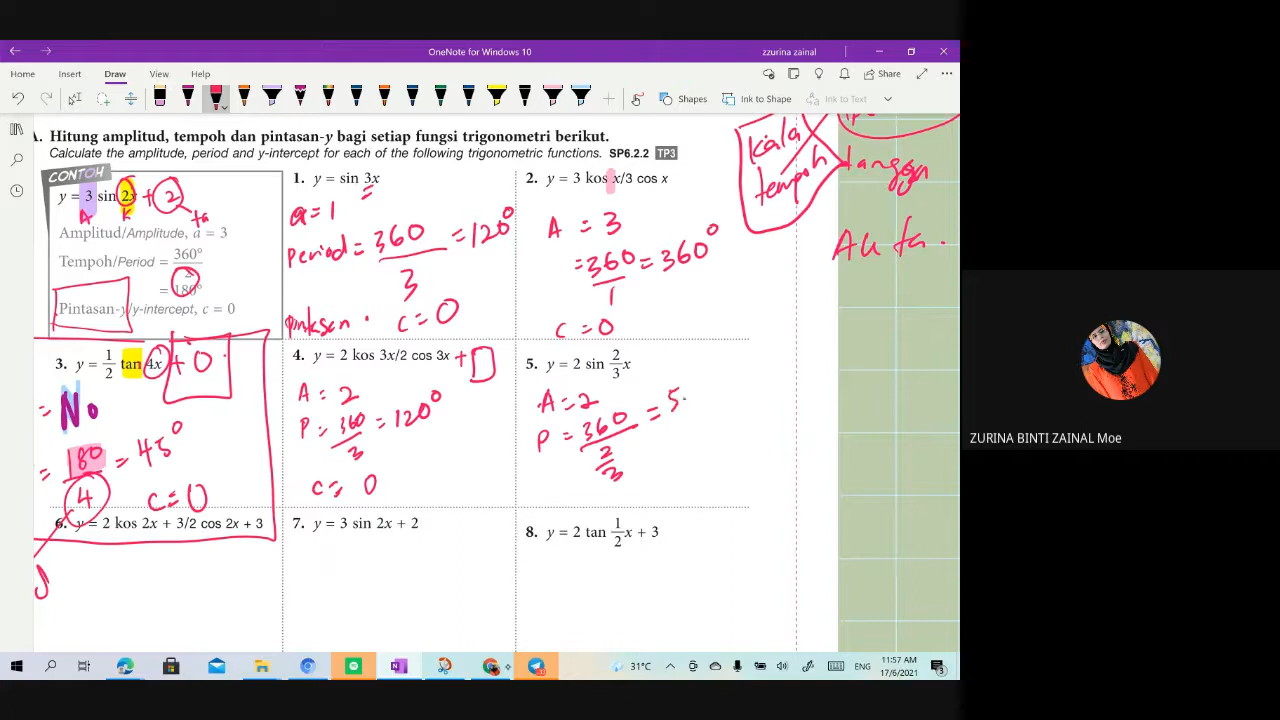 OneNote for Windows 10
zzurina zainal
Home Insert Draw View Help
Share
Shapes Ink to Shape Ink to Text
A. Hitung amplitud, tempoh dan pintasan-y bagi setiap fungsi trigonometri berikut.
Calculate the amplitude, period and y-intercept for each of the following trigonometric functions. SP6.2.2 TP3
CONTOH
y = 3 sin 2x + 2
A K
Amplitud/Amplitude, a = 3
Tempoh/Period = 360°/2
= 180°
Pintasan-y/y-intercept, c = 0
1. y = sin 3x
a = 1
Period = 360/3 = 120°
c = 0
2. y = 3 kos x/3 cos x
A = 3
= 360/1 = 360°
c = 0
kala
tempoh
tangga
3. y = 1/2 tan 4x + 0
= No
= 180/4 = 45°
c = 0
4. y = 2 kos 3x/2 cos 3x +
A = 2
P = 360/3 = 120°
c = 0
5. y = 2 sin 2/3 x
A = 2
P = 360/2/3 = 5
6. y = 2 kos 2x + 3/2 cos 2x + 3
7. y = 3 sin 2x + 2
8. y = 2 tan 1/2 x + 3
ZURINA BINTI ZAINAL Moe
31°C
ENG
11:57 AM
17/6/2021